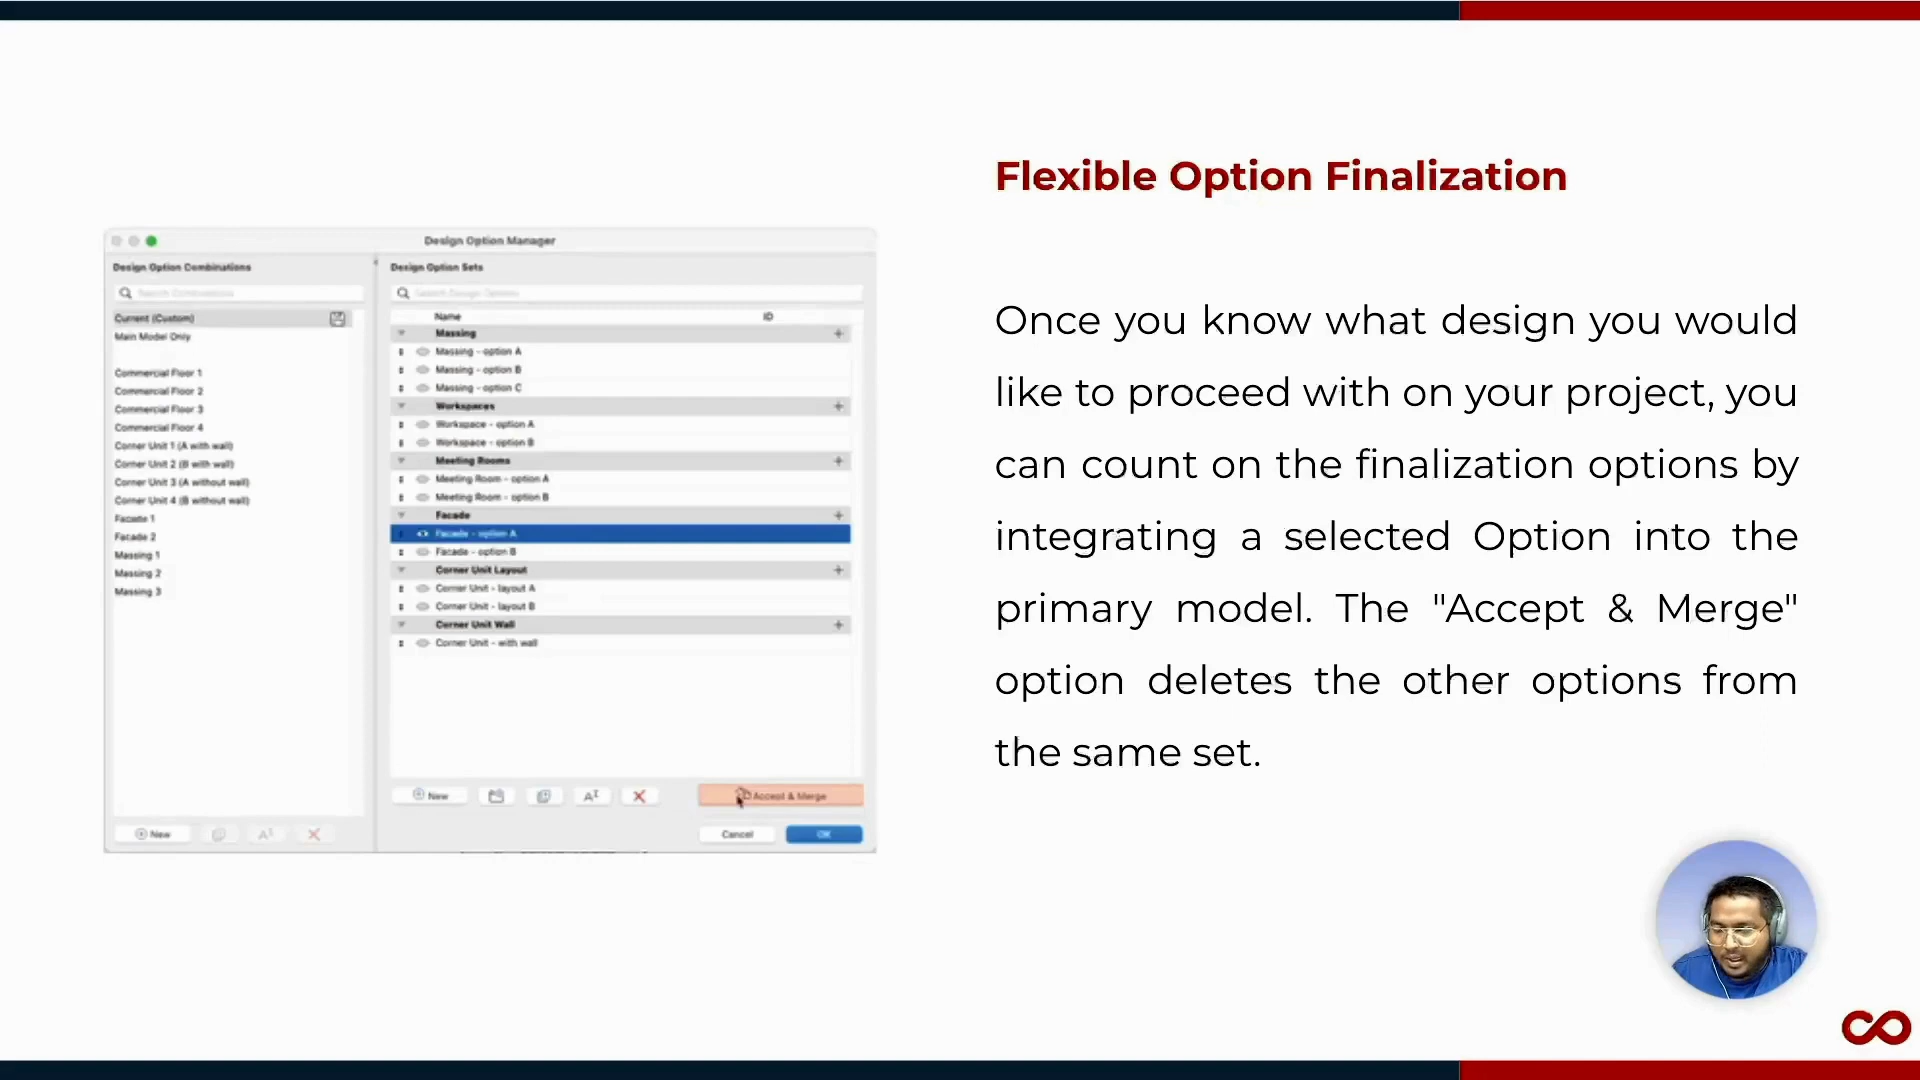 Flexible Option Finalization
Once you know what design you would
like to proceed with on your project, you
can count on the finalization options by
integrating a selected Option into the
primary model. The "Accept & Merge"
option deletes the other options from
the same set.
Design Option Manager
Design Option Combinations
Search Combinations
Current (Custom)
Main Model Only
Commercial Floor 1
Commercial Floor 2
Commercial Floor 3
Commercial Floor 4
Corner Unit 1 (A with wall)
Corner Unit 2 (B with wall)
Corner Unit 3 (A without wall)
Corner Unit 4 (B without wall)
Facade 1
Facade 2
Massing 1
Massing 2
Massing 3
New
Design Option Sets
Search Design Options
Name ID
Massing
Massing - option A
Massing - option B
Massing - option C
Workspaces
Workspace - option A
Workspace - option B
Meeting Rooms
Meeting Room - option A
Meeting Room - option B
Facade
Facade - option A
Facade - option B
Corner Unit Layout
Corner Unit - layout A
Corner Unit - layout B
Corner Unit Wall
Corner Unit - with wall
New
Accept & Merge
Cancel OK